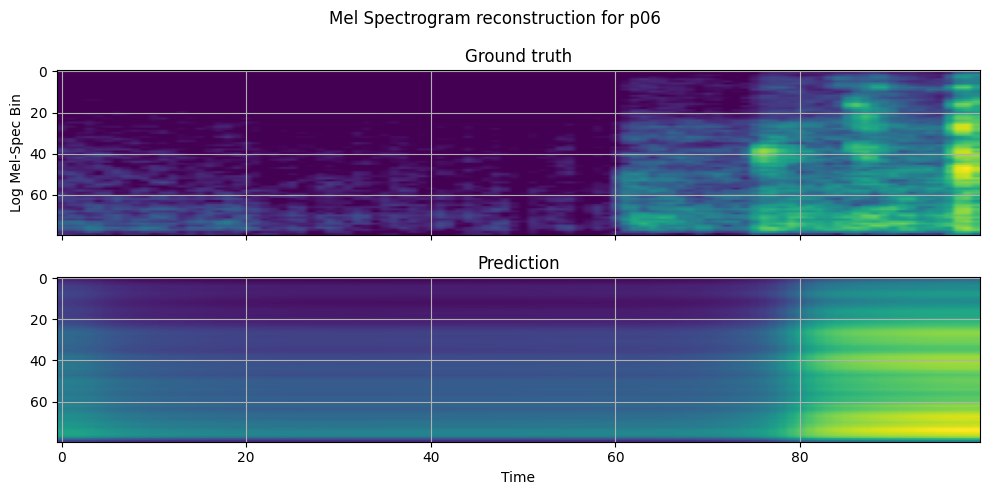 Mel Spectrogram reconstruction for p06
Ground truth
0
20
40
60
Log Mel-Spec Bin
Prediction
0
20
40
60
0 20 40 60 80
Time